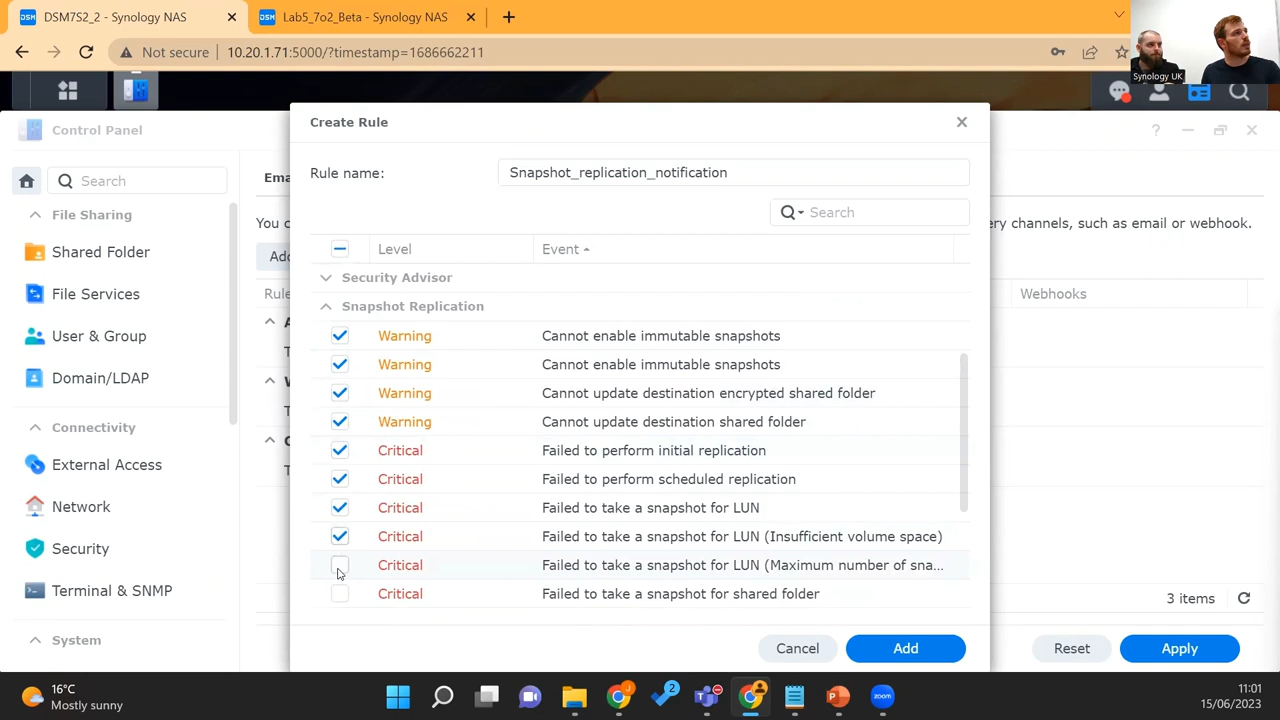 DSM7S2_2 - Synology NAS
Lab5_7o2_Beta - Synology NAS
Not secure
10.20.1.71:5000/?timestamp=1686662211
Synology UK
Control Panel
Search
File Sharing
Shared Folder
File Services
User & Group
Domain/LDAP
Connectivity
External Access
Network
Security
Terminal & SNMP
System
You c
ery channels, such as email or webhook.
Webhooks
3 items
Reset
Apply
Create Rule
Rule name:
Snapshot_replication_notification
Search
Level
Event
Security Advisor
Snapshot Replication
Warning Cannot enable immutable snapshots
Warning Cannot enable immutable snapshots
Warning Cannot update destination encrypted shared folder
Warning Cannot update destination shared folder
Critical Failed to perform initial replication
Critical Failed to perform scheduled replication
Critical Failed to take a snapshot for LUN
Critical Failed to take a snapshot for LUN (Insufficient volume space)
Critical Failed to take a snapshot for LUN (Maximum number of sna...
Critical Failed to take a snapshot for shared folder
Cancel
Add
16°C
Mostly sunny
2
zoom
11:01
15/06/2023